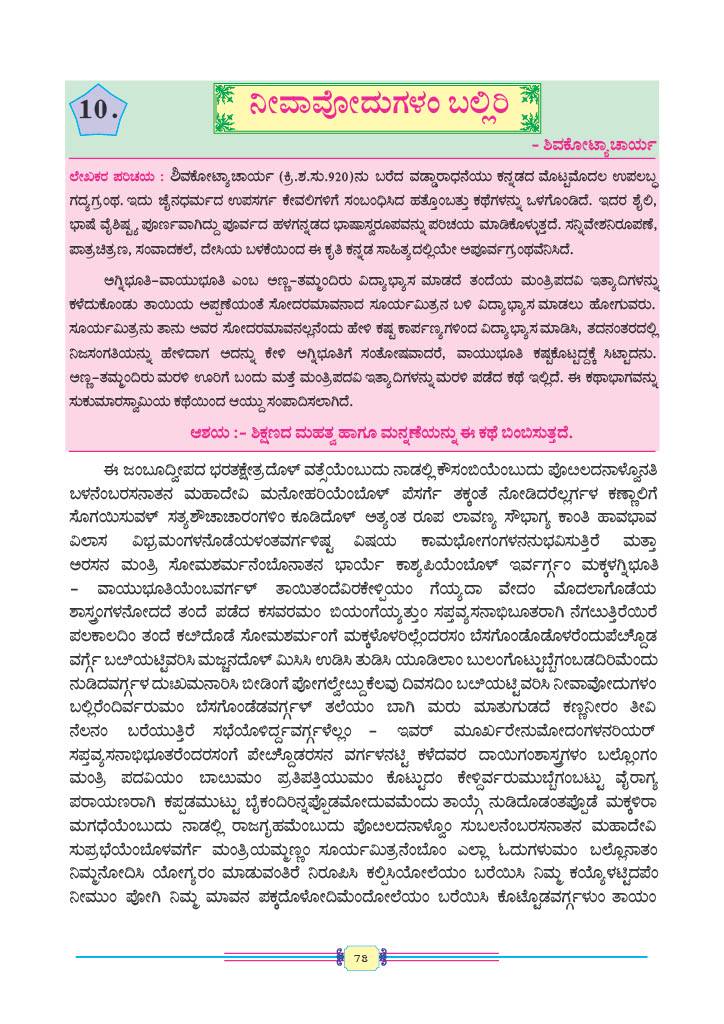 10.
ನೀವಾವೋದುಗಳಂ ಬಲ್ಲಿರಿ
- ಶಿವಕೋಟ್ಯಾಚಾರ್ಯ
ಲೇಖಕರ ಪರಿಚಯ : ಶಿವಕೋಟ್ಯಾಚಾರ್ಯ (ಕ್ರಿ.ಶ.ಸು.920)ನು ಬರೆದ ವಡ್ಡಾರಾಧನೆಯು ಕನ್ನಡದ ಮೊಟ್ಟಮೊದಲ ಉಪಲಬ್ಧ
ಗದ್ಯಗ್ರಂಥ. ಇದು ಜೈನಧರ್ಮದ ಉಪಸರ್ಗ ಕೇವಲಿಗಳಿಗೆ ಸಂಬಂಧಿಸಿದ ಹತ್ತೊಂಬತ್ತು ಕಥೆಗಳನ್ನು ಒಳಗೊಂಡಿದೆ. ಇದರ ಶೈಲಿ,
ಭಾಷೆ ವೈಶಿಷ್ಟ್ಯ ಪೂರ್ಣವಾಗಿದ್ದು ಪೂರ್ವದ ಹಳಗನ್ನಡದ ಭಾಷಾಸ್ವರೂಪವನ್ನು ಪರಿಚಯ ಮಾಡಿಕೊಳ್ಳುತ್ತದೆ. ಸನ್ನಿವೇಶನಿರೂಪಣೆ,
ಪಾತ್ರಚಿತ್ರಣ, ಸಂವಾದಕಲೆ, ದೇಸಿಯ ಬಳಕೆಯಿಂದ ಈ ಕೃತಿ ಕನ್ನಡ ಸಾಹಿತ್ಯದಲ್ಲಿಯೇ ಅಪೂರ್ವಗ್ರಂಥವೆನಿಸಿದೆ.
ಅಗ್ನಿಭೂತಿ-ವಾಯುಭೂತಿ ಎಂಬ ಅಣ್ಣ-ತಮ್ಮಂದಿರು ವಿದ್ಯಾಭ್ಯಾಸ ಮಾಡದೆ ತಂದೆಯ ಮಂತ್ರಿಪದವಿ ಇತ್ಯಾದಿಗಳನ್ನು
ಕಳೆದುಕೊಂಡು ತಾಯಿಯ ಅಪ್ಪಣೆಯಂತೆ ಸೋದರಮಾವನಾದ ಸೂರ್ಯಮಿತ್ರನ ಬಳಿ ವಿದ್ಯಾಭ್ಯಾಸ ಮಾಡಲು ಹೋಗುವರು.
ಸೂರ್ಯಮಿತ್ರನು ತಾನು ಅವರ ಸೋದರಮಾವನಲ್ಲನೆಂದು ಹೇಳಿ ಕಷ್ಟ ಕಾರ್ಪಣ್ಯಗಳಿಂದ ವಿದ್ಯಾಭ್ಯಾಸ ಮಾಡಿಸಿ, ತದನಂತರದಲ್ಲಿ
ನಿಜಸಂಗತಿಯನ್ನು ಹೇಳಿದಾಗ ಅದನ್ನು ಕೇಳಿ ಅಗ್ನಿಭೂತಿಗೆ ಸಂತೋಷವಾದರೆ, ವಾಯುಭೂತಿ ಕಷ್ಟಕೊಟ್ಟದ್ದಕ್ಕೆ ಸಿಟ್ಟಾದನು.
ಅಣ್ಣ-ತಮ್ಮಂದಿರು ಮರಳಿ ಊರಿಗೆ ಬಂದು ಮತ್ತೆ ಮಂತ್ರಿಪದವಿ ಇತ್ಯಾದಿಗಳನ್ನು ಮರಳಿ ಪಡೆದ ಕಥೆ ಇಲ್ಲಿದೆ. ಈ ಕಥಾಭಾಗವನ್ನು
ಸುಕುಮಾರಸ್ವಾಮಿಯ ಕಥೆಯಿಂದ ಆಯ್ದು ಸಂಪಾದಿಸಲಾಗಿದೆ.
ಆಶಯ :- ಶಿಕ್ಷಣದ ಮಹತ್ವ ಹಾಗೂ ಮನ್ನಣೆಯನ್ನು ಈ ಕಥೆ ಬಿಂಬಿಸುತ್ತದೆ.
ಈ ಜಂಬೂದ್ವೀಪದ ಭರತಕ್ಷೇತ್ರದೊಳ್ ವತ್ಸೆಯೆಂಬುದು ನಾಡಲ್ಲಿ ಕೌಸಂಬಿಯೆಂಬುದು ಪೊೞಲದನಾಳ್ವೊನತಿ
ಬಳನೆಂಬರಸನಾತನ ಮಹಾದೇವಿ ಮನೋಹರಿಯೆಂಬೊಳ್ ಪೆಸರ್ಗೆ ತಕ್ಕಂತೆ ನೋಡಿದರೆಲ್ಲರ್ಗಳ ಕಣ್ಣಾಲಿಗೆ
ಸೊಗಯಿಸುವಳ್ ಸತ್ಯಶೌಚಾಚಾರಂಗಳಿಂ ಕೂಡಿದೊಳ್ ಅತ್ಯಂತ ರೂಪ ಲಾವಣ್ಯ ಸೌಭಾಗ್ಯ ಕಾಂತಿ ಹಾವಭಾವ
ವಿಲಾಸ ವಿಭ್ರಮಂಗಳನೊಡೆಯಳಂತವರ್ಗಳಿಷ್ಟ ವಿಷಯ ಕಾಮಭೋಗಂಗಳನನುಭವಿಸುತ್ತಿರೆ ಮತ್ತಾ
ಅರಸನ ಮಂತ್ರಿ ಸೋಮಶರ್ಮನೆಂಬೊನಾತನ ಭಾರ್ಯೆ ಕಾಶ್ಯಪಿಯೆಂಬೊಳ್ ಇರ್ವರ್ಗ್ಗಂ ಮಕ್ಕಳಗ್ನಿಭೂತಿ
- ವಾಯುಭೂತಿಯೆಂಬವರ್ಗಳ್ ತಾಯಿತಂದೆವಿರಕೇಳ್ಪಿಯಂ ಗೆಯ್ಯದಾ ವೇದಂ ಮೊದಲಾಗೊಡೆಯ
ಶಾಸ್ತ್ರಂಗಳನೋದದೆ ತಂದೆ ಪಡೆದ ಕಸವರಮಂ ಬಿಯಂಗೆಯ್ಯುತ್ತುಂ ಸಪ್ತವ್ಯಸನಾಭಿಬೂತರಾಗಿ ನೆಗೞುತ್ತಿರೆಯಿರೆ
ಪಲಕಾಲದಿಂ ತಂದೆ ಕೞಿದೊಡೆ ಸೋಮಶರ್ಮಂಗೆ ಮಕ್ಕಳೊಳರಿಲ್ಲೆಂದರಸಂ ಬೆಸಗೊಂಡೊಡೊಳರೆಂದುಪೇೞ್ದೊಡ
ವರ್ಗ್ಗೆ ಬೞಿಯಟ್ಟಿವರಿಸಿ ಮಜ್ಜನದೊಳ್ ಮಿಸಿಸಿ ಉಡಿಸಿ ತುಡಿಸಿ ಯೂಡಿಲಾಂ ಬುಲಂಗೊಟ್ಟುಬ್ಬೆಗಂಬಡದಿರಿಮೆಂದು
ನುಡಿದವರ್ಗ್ಗಳ ದುಃಖಮನಾರಿಸಿ ಬೀಡಿಂಗೆ ಪೋಗಲ್ವೇೞ್ದುಕೆಲವು ದಿವಸದಿಂ ಬೞಿಯಟ್ಟಿವರಿಸಿ ನೀವಾವೋದುಗಳಂ
ಬಲ್ಲಿರೆಂದಿರ್ವರುಮಂ ಬೆಸಗೊಂಡೆಡವರ್ಗ್ಗಳ್ ತಲೆಯಂ ಬಾಗಿ ಮರು ಮಾತುಗುಡದೆ ಕಣ್ಣನೀರಂ ತೀವಿ
ನೆಲನಂ ಬರೆಯುತ್ತಿರೆ ಸಭೆಯೊಳಿರ್ದ್ದವರ್ಗ್ಗಳೆಲ್ಲಂ - ಇವರ್ ಮೂರ್ಖರೇನುಮೋದಂಗಳನರಿಯರ್
ಸಪ್ತವ್ಯಸನಾಭಿಭೂತರೆಂದರಸಂಗೆ ಪೇೞ್ದೊಡರಸನ ವರ್ಗಳನಟ್ಟಿ ಕಳೆದವರ ದಾಯಿಗಂಶಾಸ್ತ್ರಗಳಂ ಬಲ್ಲೊಂಗಂ
ಮಂತ್ರಿ ಪದವಿಯಂ ಬಾೞುಮಂ ಪ್ರತಿಪತ್ತಿಯುಮಂ ಕೊಟ್ಟುದಂ ಕೇಳ್ದಿರ್ವರುಮುಬ್ಬೆಗಂಬಟ್ಟು ವೈರಾಗ್ಯ
ಪರಾಯಣರಾಗಿ ಕಪ್ಪಡಮುಟ್ಟು ಬೈಕಂದಿರಿನ್ನಪ್ಪೊಡಮೋದುವಮೆಂದು ತಾಯ್ಗೆ ನುಡಿದೊಡಂತಪ್ಪೊಡೆ ಮಕ್ಕಳಿರಾ
ಮಗಧೆಯೆಂಬುದು ನಾಡಲ್ಲಿ ರಾಜಗೃಹಮೆಂಬುದು ಪೊೞಲದನಾಳ್ವೊಂ ಸುಬಲನೆಂಬರಸನಾತನ ಮಹಾದೇವಿ
ಸುಪ್ರಭೆಯೆಂಬೊಳವರ್ಗೆ ಮಂತ್ರಿಯಮ್ಮಣ್ಣಂ ಸೂರ್ಯಮಿತ್ರನೆಂಬೊಂ ಎಲ್ಲಾ ಓದುಗಳುಮಂ ಬಲ್ಲೊನಾತಂ
ನಿಮ್ಮನೋದಿಸಿ ಯೋಗ್ಯರಂ ಮಾಡುವಂತಿರೆ ನಿರೂಪಿಸಿ ಕಲ್ಪಿಸಿಯೋಲೆಯಂ ಬರೆಯಿಸಿ ನಿಮ್ಮ ಕಯ್ಯೊಳಟ್ಟಿದಪೆಂ
ನೀಮುಂ ಪೋಗಿ ನಿಮ್ಮ ಮಾವನ ಪಕ್ಕದೊಳೋದಿಮೆಂದೋಲೆಯಂ ಬರೆಯಿಸಿ ಕೊಟ್ಟೊಡವರ್ಗ್ಗಳುಂ ತಾಯಂ
78